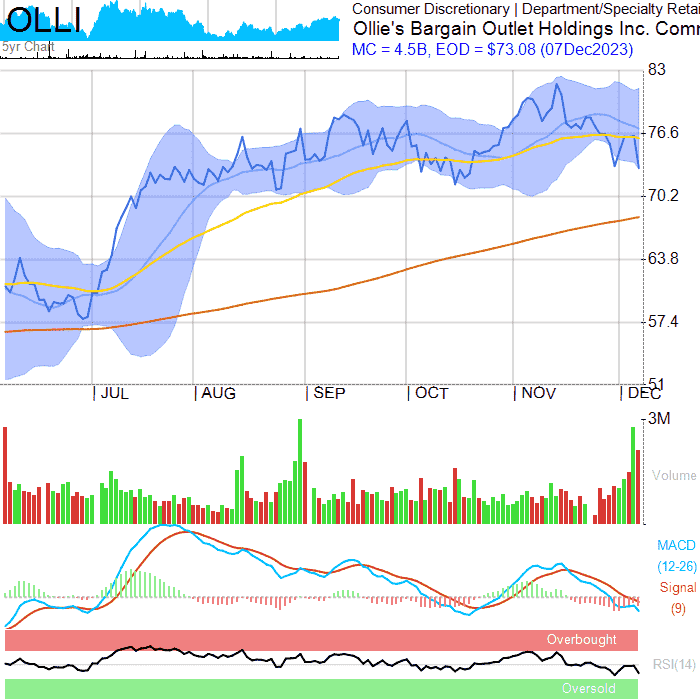 OLLI
5yr Chart
Consumer Discretionary | Department/Specialty Retai
Ollie's Bargain Outlet Holdings Inc. Comm
MC = 4.5B, EOD = $73.08 (07Dec2023)
83
76.6
70.2
63.8
57.4
51
JUL AUG SEP OCT NOV DEC
3M
Volume
MACD
(12-26)
Signal
(9)
Overbought
RSI(14)
Oversold